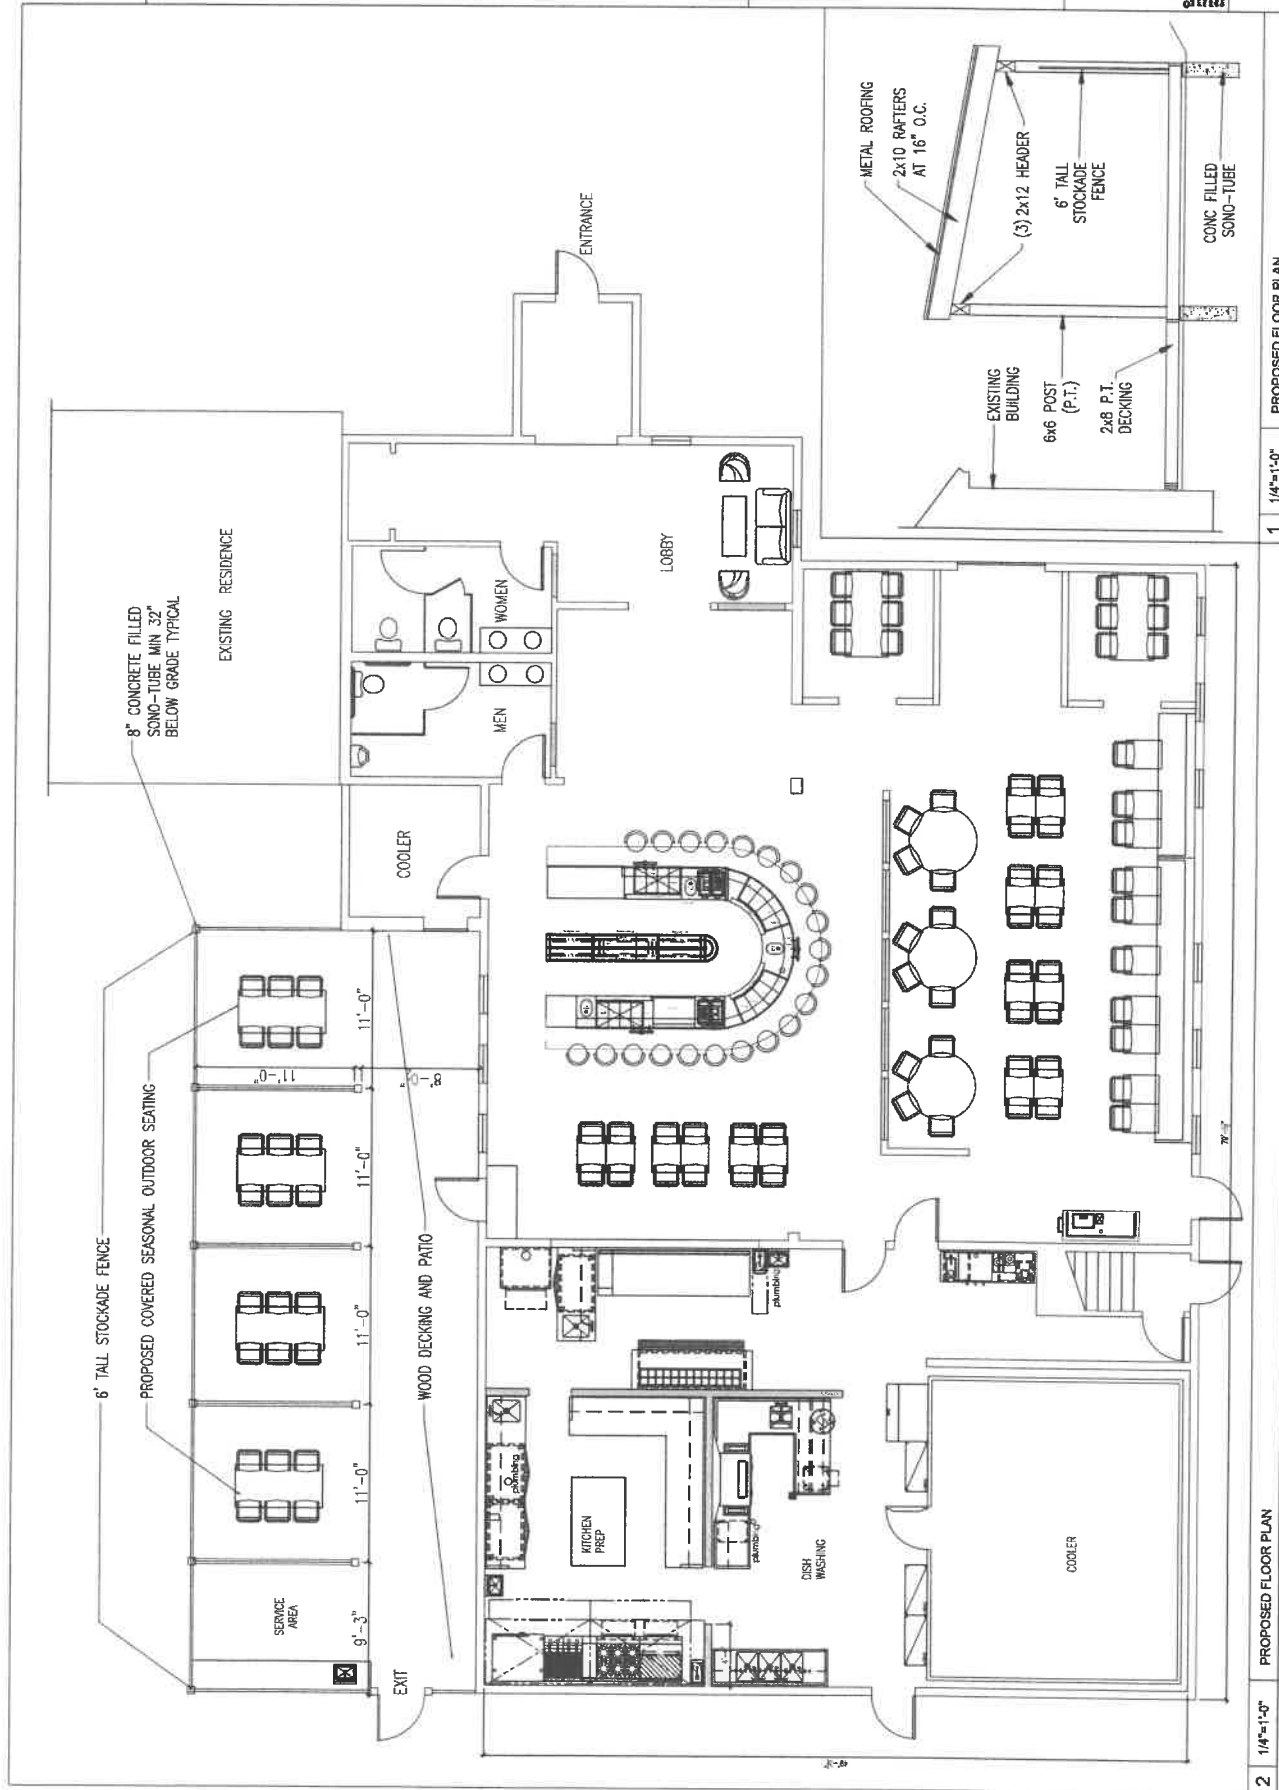 8" CONCRETE FILLED
SONO-TUBE MIN 32"
BELOW GRADE TYPICAL
EXISTING RESIDENCE
6' TALL STOCKADE FENCE
PROPOSED COVERED SEASONAL OUTDOOR SEATING
WOOD DECKING AND PATIO
11'-0"
11'-0"
11'-0"
11'-0"
9'-3"
11'-0"
8'-0"
SERVICE
AREA
EXIT
COOLER
MEN
WOMEN
LOBBY
ENTRANCE
plumbing
plumbing
plumbing
KITCHEN
PREP
DISH
WASHING
COOLER
METAL ROOFING
2x10 RAFTERS
AT 16" O.C.
(3) 2x12 HEADER
6' TALL
STOCKADE
FENCE
CONC FILLED
SONO-TUBE
EXISTING
BUILDING
6x6 POST
(P.T.)
2x8 P.T.
DECKING
1
1/4"=1'-0"
PROPOSED FLOOR PLAN
2
1/4"=1'-0"
PROPOSED FLOOR PLAN